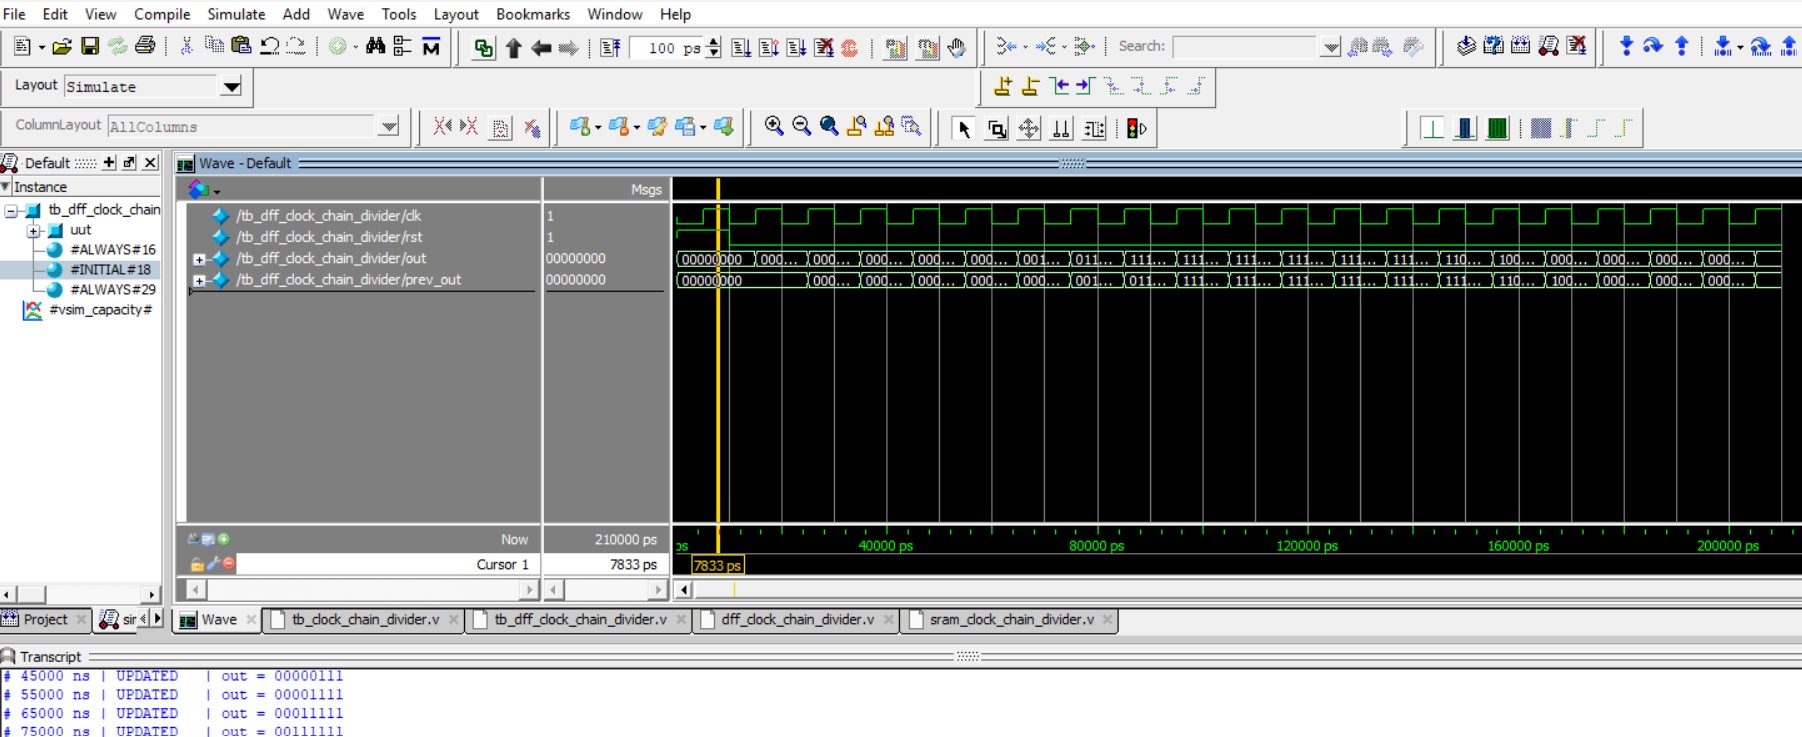 File Edit View Compile Simulate Add Wave Tools Layout Bookmarks Window Help
100 ps
Search:
Layout Simulate
ColumnLayout AllColumns
Default
Wave - Default
Instance
Msgs
tb_dff_clock_chain
uut
#ALWAYS#16
#INITIAL#18
#ALWAYS#29
#vsim_capacity#
/tb_dff_clock_chain_divider/clk 1
/tb_dff_clock_chain_divider/rst 1
/tb_dff_clock_chain_divider/out 00000000 00000000 000... 000... 000... 000... 000... 001... 011... 111... 111... 111... 111... 111... 111... 110... 100... 000... 000... 000... 000...
/tb_dff_clock_chain_divider/prev_out 00000000 00000000 000... 000... 000... 000... 000... 001... 011... 111... 111... 111... 111... 111... 111... 110... 100... 000... 000... 000...
Now 210000 ps
ps 40000 ps 80000 ps 120000 ps 160000 ps 200000 ps
Cursor 1 7833 ps 7833 ps
Project sim Wave tb_clock_chain_divider.v tb_dff_clock_chain_divider.v dff_clock_chain_divider.v sram_clock_chain_divider.v
Transcript
# 45000 ns | UPDATED | out = 00000111
# 55000 ns | UPDATED | out = 00001111
# 65000 ns | UPDATED | out = 00011111
# 75000 ns | UPDATED | out = 00111111